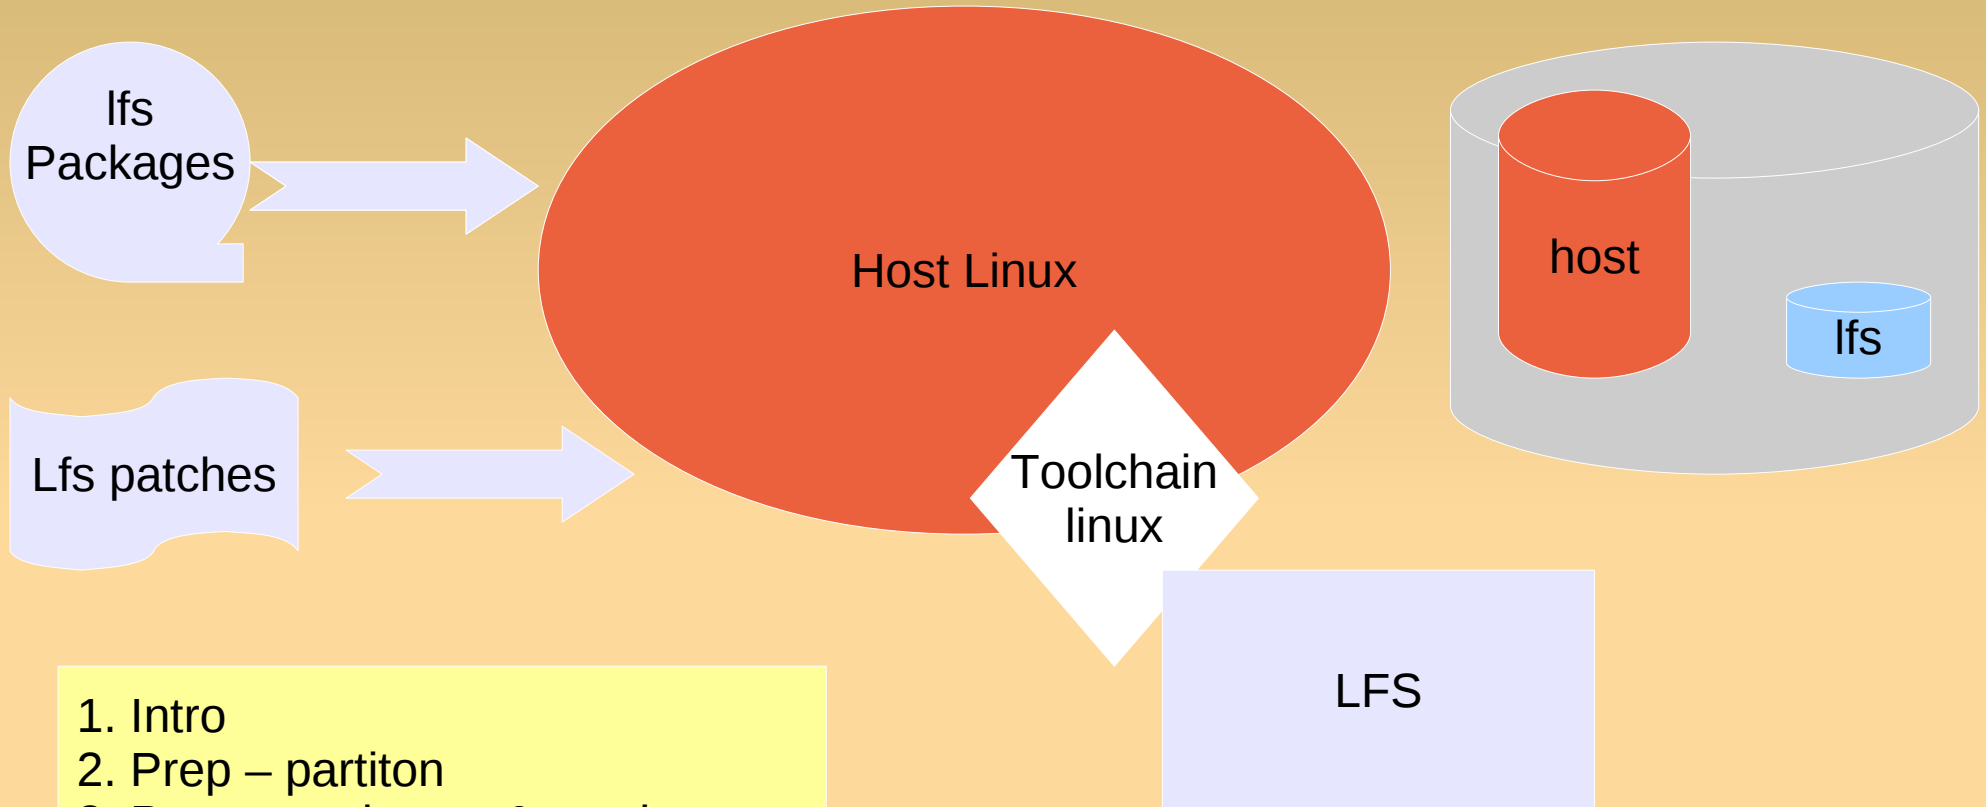 lfs
Packages
Host Linux
host
lfs
Lfs patches
Toolchain
linux
LFS
1. Intro
2. Prep – partiton